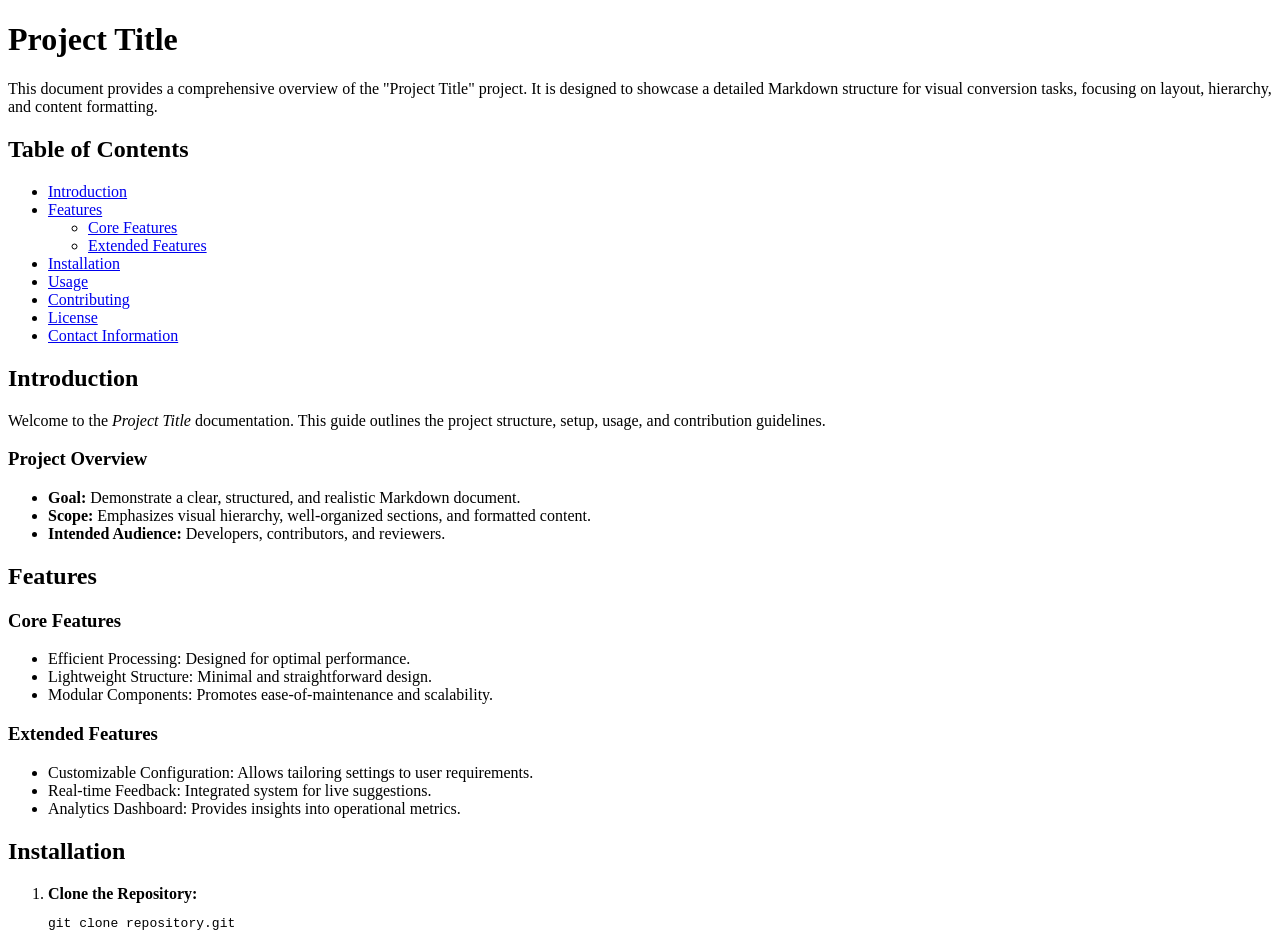 Project Title
This document provides a comprehensive overview of the "Project Title" project. It is designed to showcase a detailed Markdown structure for visual conversion tasks, focusing on layout, hierarchy,
and content formatting.
Table of Contents
Introduction
Features
Core Features
Extended Features
Installation
Usage
Contributing
License
Contact Information
Introduction
Welcome to the Project Title documentation. This guide outlines the project structure, setup, usage, and contribution guidelines.
Project Overview
Goal: Demonstrate a clear, structured, and realistic Markdown document.
Scope: Emphasizes visual hierarchy, well-organized sections, and formatted content.
Intended Audience: Developers, contributors, and reviewers.
Features
Core Features
Efficient Processing: Designed for optimal performance.
Lightweight Structure: Minimal and straightforward design.
Modular Components: Promotes ease-of-maintenance and scalability.
Extended Features
Customizable Configuration: Allows tailoring settings to user requirements.
Real-time Feedback: Integrated system for live suggestions.
Analytics Dashboard: Provides insights into operational metrics.
Installation
1. Clone the Repository:
git clone repository.git